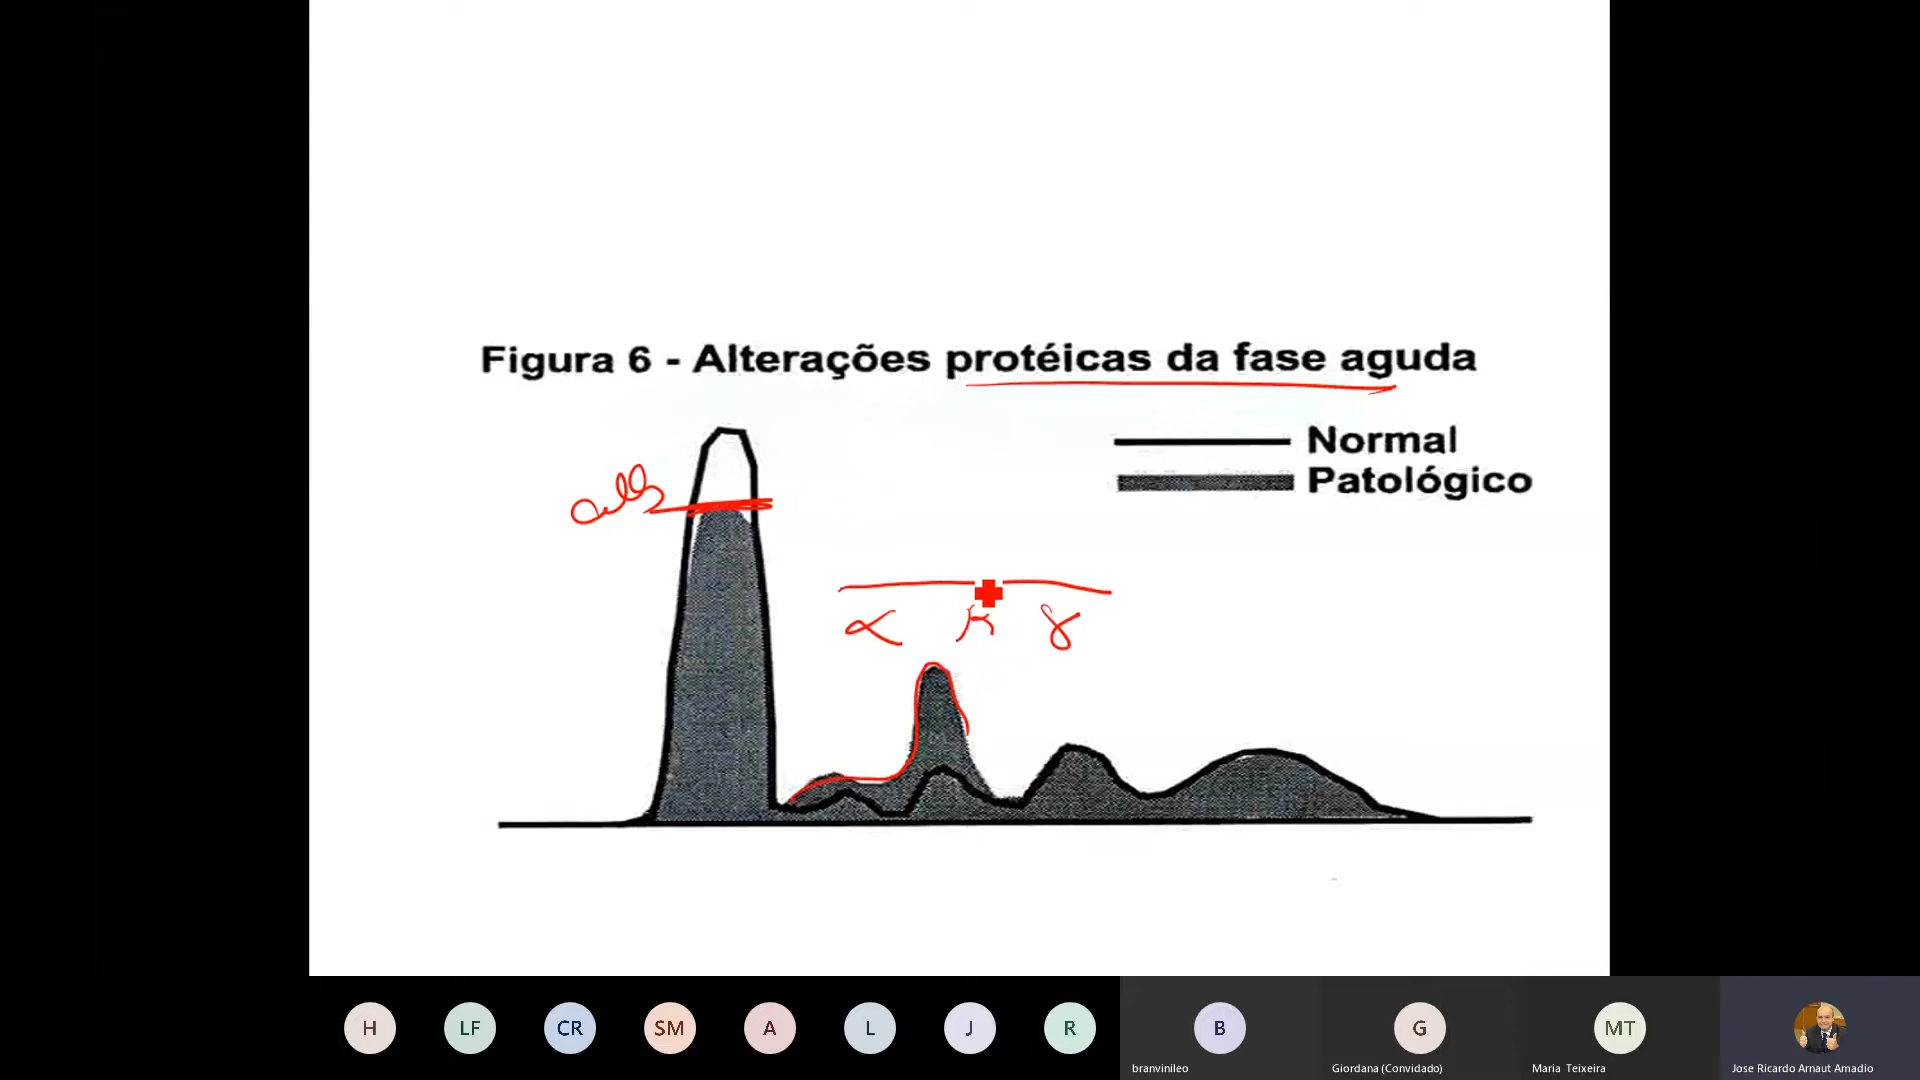 Figura 6 - Alterações protéicas da fase aguda
Normal
Patológico
α γ
H LF CR SM A L J R B G MT
branvinileo Giordana (Convidado) Maria Teixeira Jose Ricardo Arnaut Amadio